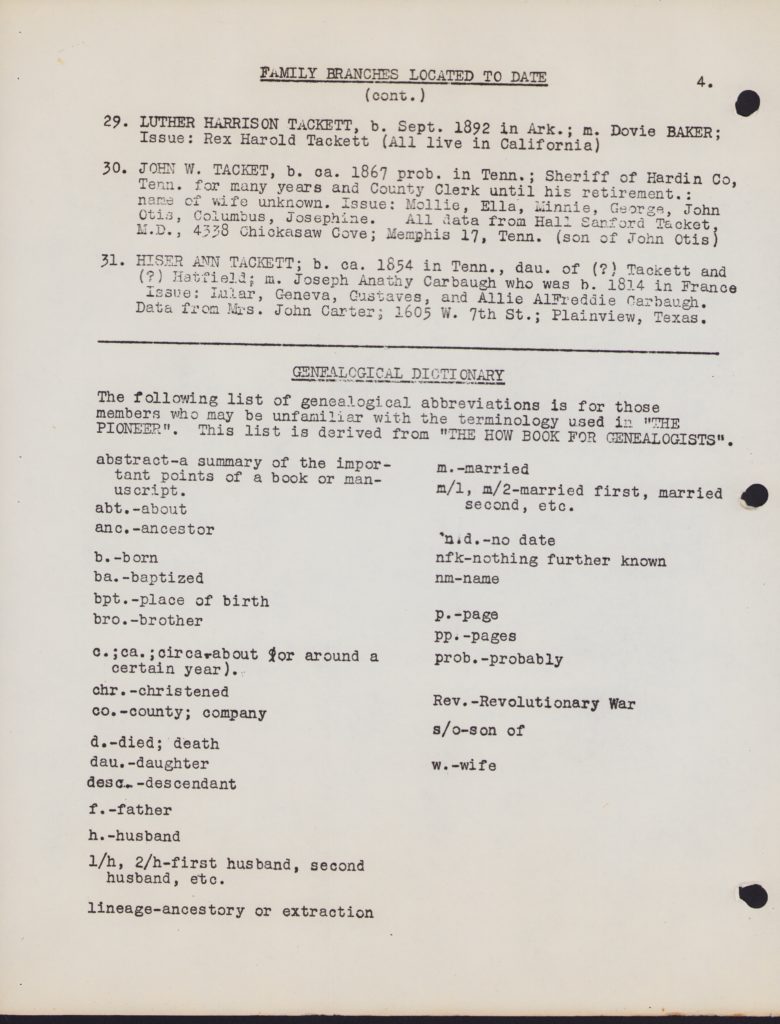 FAMILY BRANCHES LOCATED TO DATE
4.
(cont.)
29. LUTHER HARRISON TACKETT, b. Sept. 1892 in Ark.; m. Dovie BAKER;
Issue: Rex Harold Tackett (All live in California)
30. JOHN W. TACKET, b. ca. 1867 prob. in Tenn.; Sheriff of Hardin Co,
Tenn. for many years and County Clerk until his retirement.:
name of wife unknown. Issue: Mollie, Ella, Minnie, George, John
Otis, Columbus, Josephine. All data from Hall Sanford Tacket,
M.D., 4338 Chickasaw Cove; Memphis 17, Tenn. (son of John Otis)
31. HISER ANN TACKETT; b. ca. 1854 in Tenn., dau. of (?) Tackett and
(?) Hatfield; m. Joseph Anathy Carbaugh who was b. 1814 in France
Issue: Lular, Geneva, Gustaves, and Allie AlFreddie Carbaugh.
Data from Mrs. John Carter; 1605 W. 7th St.; Plainview, Texas.
GENEALOGICAL DICTIONARY
The following list of genealogical abbreviations is for those
members who may be unfamiliar with the terminology used in "THE
PIONEER". This list is derived from "THE HOW BOOK FOR GENEALOGISTS".
abstract-a summary of the impor-
tant points of a book or man-
uscript.
abt.-about
anc.-ancestor
b.-born
ba.-baptized
bpt.-place of birth
bro.-brother
c.;ca.;circa-about (or around a
certain year).
chr.-christened
co.-county; company
d.-died; death
dau.-daughter
desc.-descendant
f.-father
h.-husband
1/h, 2/h-first husband, second
husband, etc.
lineage-ancestory or extraction
m.-married
m/1, m/2-married first, married
second, etc.
n.d.-no date
nfk-nothing further known
nm-name
p.-page
pp.-pages
prob.-probably
Rev.-Revolutionary War
s/o-son of
w.-wife